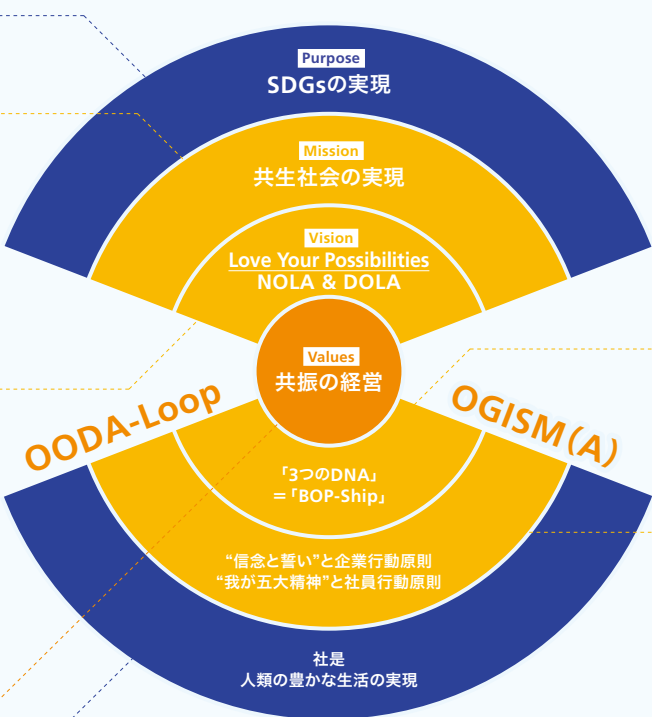 Purpose
SDGsの実現
Mission
共生社会の実現
Vision
Love Your Possibilities
NOLA & DOLA
Values
共振の経営
OODA-Loop
OGISM(A)
「3つのDNA」
=「BOP-Ship」
“信念と誓い”と企業行動原則
“我が五大精神”と社員行動原則
社是
人類の豊かな生活の実現